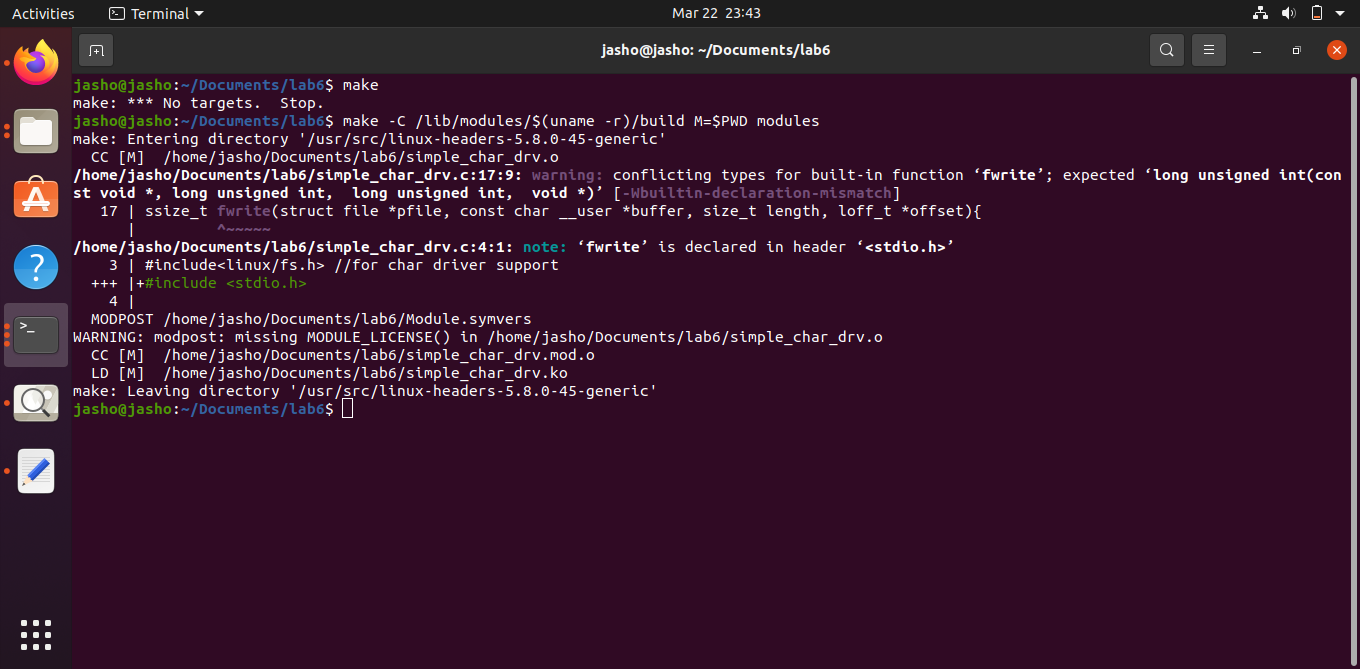 Activities Terminal Mar 22 23:43
jasho@jasho: ~/Documents/lab6
jasho@jasho:~/Documents/lab6$ make
make: *** No targets.  Stop.
jasho@jasho:~/Documents/lab6$ make -C /lib/modules/$(uname -r)/build M=$PWD modules
make: Entering directory '/usr/src/linux-headers-5.8.0-45-generic'
  CC [M]  /home/jasho/Documents/lab6/simple_char_drv.o
/home/jasho/Documents/lab6/simple_char_drv.c:17:9: warning: conflicting types for built-in function ‘fwrite’; expected ‘long unsigned int(con
st void *, long unsigned int,  long unsigned int,  void *)’ [-Wbuiltin-declaration-mismatch]
   17 | ssize_t fwrite(struct file *pfile, const char __user *buffer, size_t length, loff_t *offset){
      |         ^~~~~~
/home/jasho/Documents/lab6/simple_char_drv.c:4:1: note: ‘fwrite’ is declared in header ‘<stdio.h>’
    3 | #include<linux/fs.h> //for char driver support
  +++ |+#include <stdio.h>
    4 |
  MODPOST /home/jasho/Documents/lab6/Module.symvers
WARNING: modpost: missing MODULE_LICENSE() in /home/jasho/Documents/lab6/simple_char_drv.o
  CC [M]  /home/jasho/Documents/lab6/simple_char_drv.mod.o
  LD [M]  /home/jasho/Documents/lab6/simple_char_drv.ko
make: Leaving directory '/usr/src/linux-headers-5.8.0-45-generic'
jasho@jasho:~/Documents/lab6$